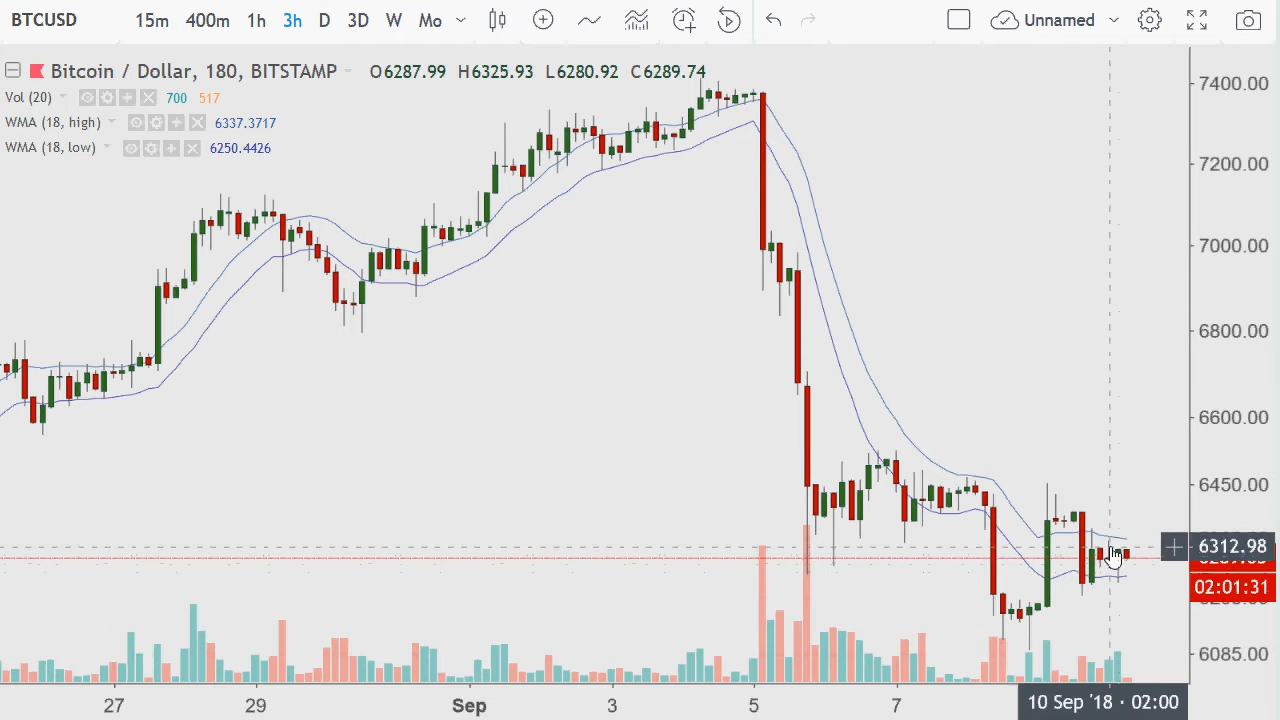 BTCUSD 15m 400m 1h 3h D 3D W Mo Unnamed
Bitcoin / Dollar, 180, BITSTAMP O6287.99 H6325.93 L6280.92 C6289.74
Vol (20) 700 517
WMA (18, high) 6337.3717
WMA (18, low) 6250.4426
7400.00
7200.00
7000.00
6800.00
6600.00
6450.00
6312.98
02:01:31
6085.00
27 29 Sep 3 5 7 10 Sep '18 · 02:00